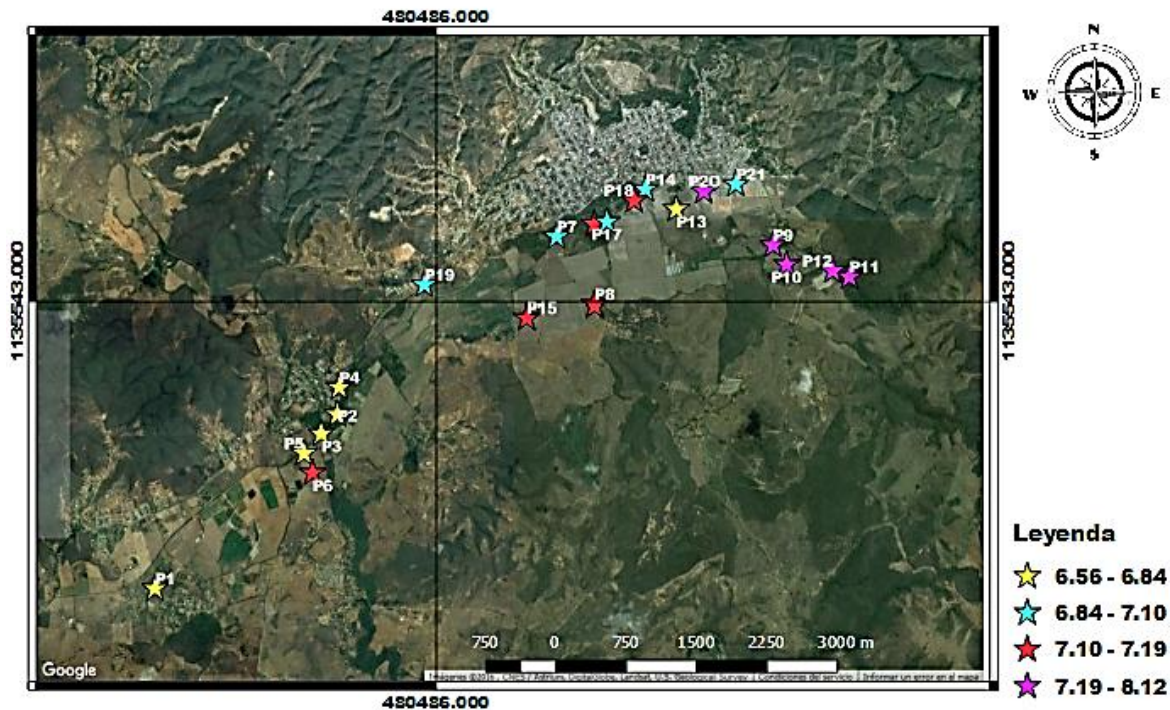 480486.000
N
W
E
S
P14
P20
P21
P18
P13
P7
P17
P9
P12
P11
P10
P19
1135543.000
1135543.000
P8
P15
P4
P2
P5
P3
P6
P1
Leyenda
6.56 - 6.84
6.84 - 7.10
7.10 - 7.19
7.19 - 8.12
750 0 750 1500 2250 3000 m
Google
480486.000